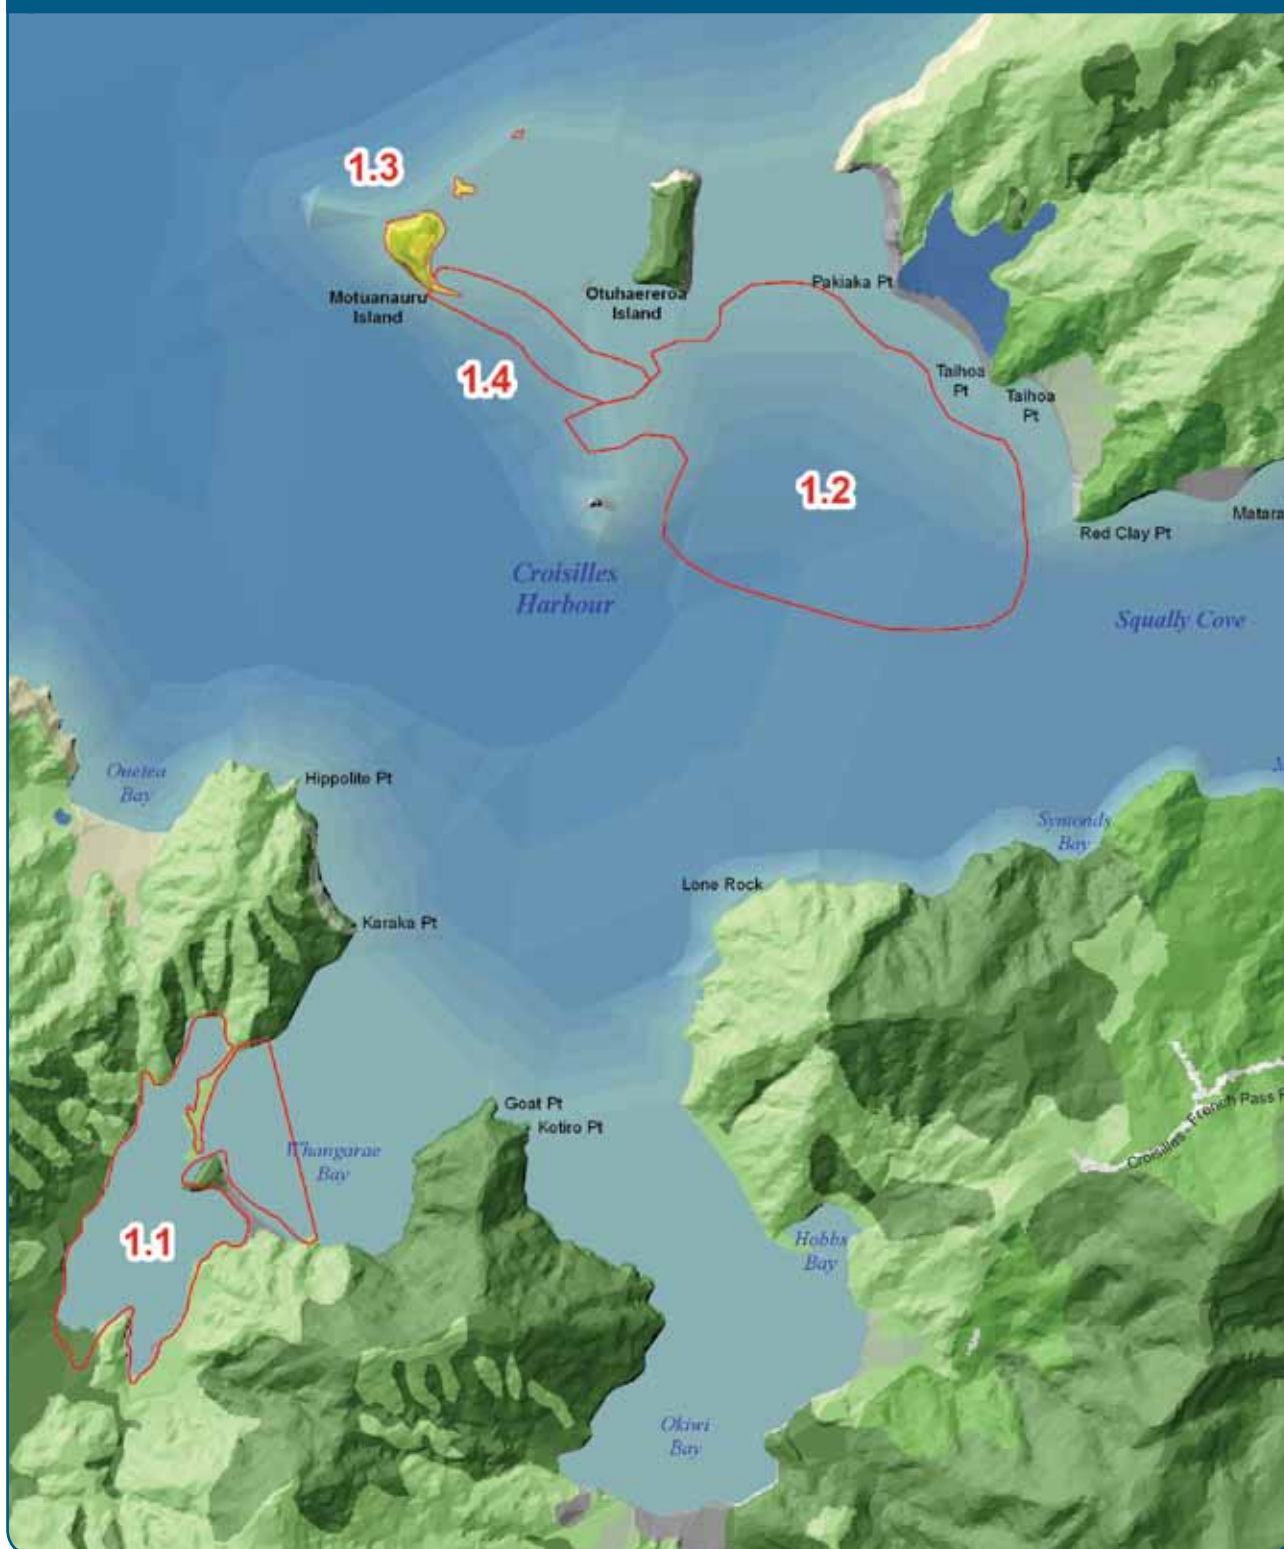 1.3
Motuanauru
Island
Otuhaereroa
Island
Pakiaka Pt
1.4
Taihoa
Pt
Taihoa
Pt
1.2
Matara
Red Clay Pt
Croisilles
Harbour
Squally Cove
Onetea
Bay
Hippolite Pt
Symonds
Bay
Lone Rock
Karaka Pt
Goat Pt
Kotiro Pt
Croisilles - French Pass R
Whangarae
Bay
1.1
Hobbs
Bay
Okiwi
Bay